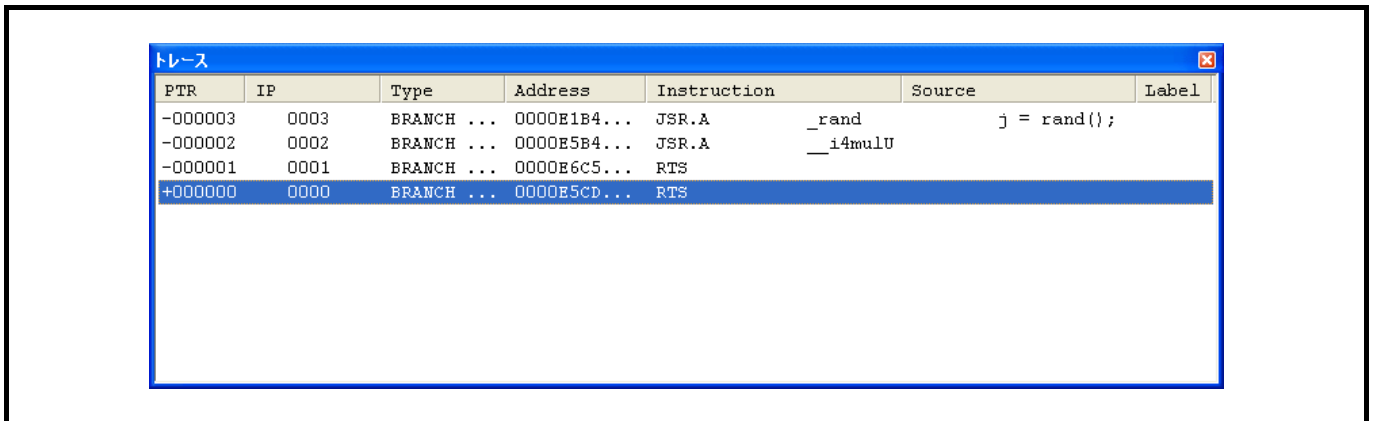 トレース
PTR IP Type Address Instruction Source Label
-000003 0003 BRANCH ... 0000E1B4... JSR.A _rand j = rand();
-000002 0002 BRANCH ... 0000E5B4... JSR.A __i4mulU
-000001 0001 BRANCH ... 0000E6C5... RTS
+000000 0000 BRANCH ... 0000E5CD... RTS